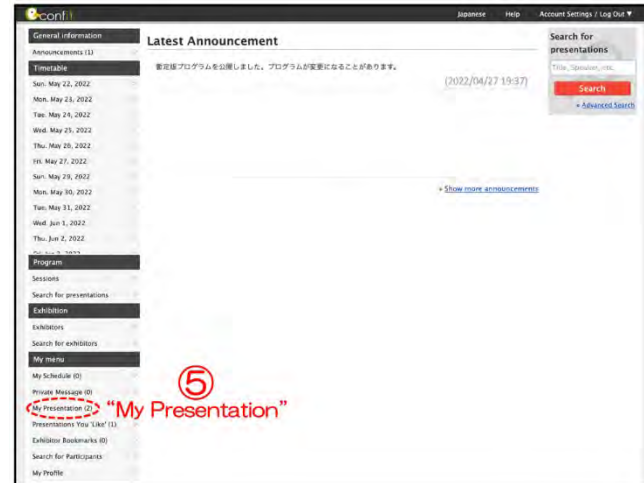 confit
Japanese Help Account Settings / Log Out ▼
General information
Announcements (1)
Timetable
Sun. May 22, 2022
Mon. May 23, 2022
Tue. May 24, 2022
Wed. May 25, 2022
Thu. May 26, 2022
Fri. May 27, 2022
Sun. May 29, 2022
Mon. May 30, 2022
Tue. May 31, 2022
Wed. Jun 1, 2022
Thu. Jun 2, 2022
Program
Sessions
Search for presentations
Exhibition
Exhibitors
Search for exhibitors
My menu
My Schedule (0)
Private Message (0)
My Presentation (2)
Presentations You 'Like' (1)
Exhibitor Bookmarks (0)
Search for Participants
My Profile
⑤
"My Presentation"
Latest Announcement
暫定版プログラムを公開しました。プログラムが変更になることがあります。
(2022/04/27 19:37)
» Show more announcements
Search for
presentations
Title, Speaker, etc.
Search
» Advanced Search